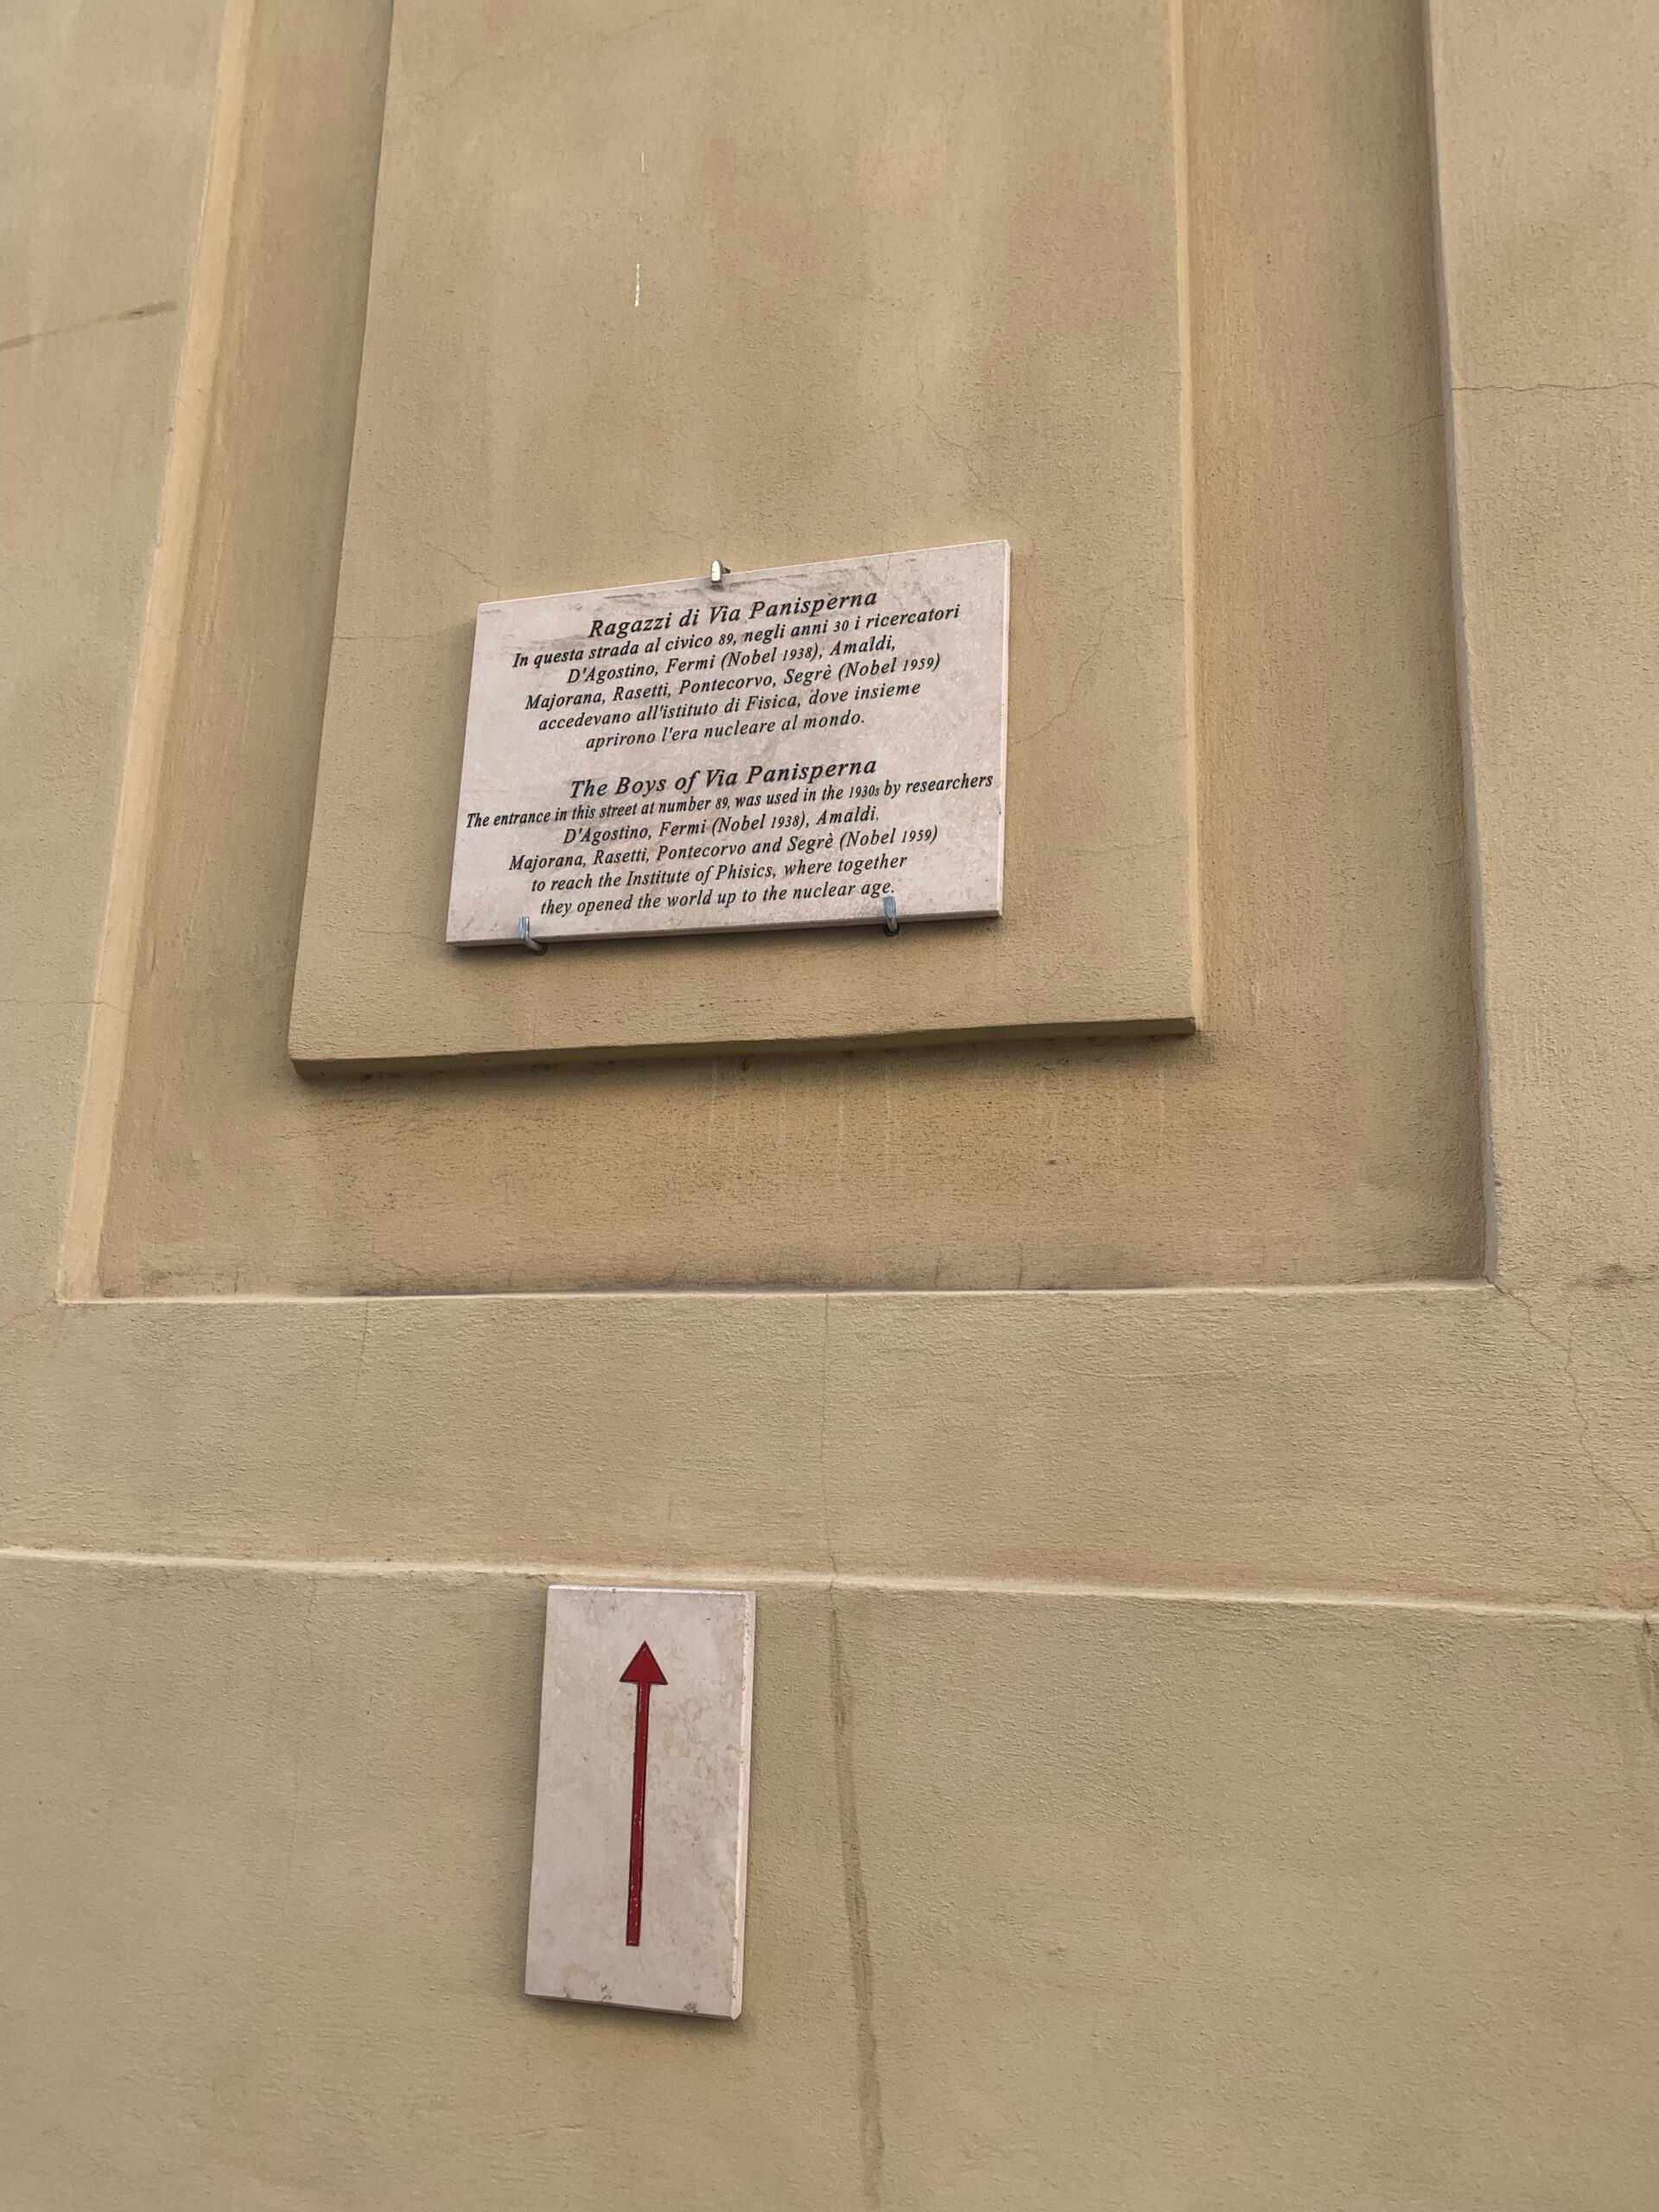 Ragazzi di Via Panisperna
In questa strada al civico 89, negli anni 30 i ricercatori
D'Agostino, Fermi (Nobel 1938), Amaldi,
Majorana, Rasetti, Pontecorvo, Segrè (Nobel 1959)
accedevano all'istituto di Fisica, dove insieme
aprirono l'era nucleare al mondo.
The Boys of Via Panisperna
The entrance in this street at number 89, was used in the 1930s by researchers
D'Agostino, Fermi (Nobel 1938), Amaldi,
Majorana, Rasetti, Pontecorvo and Segrè (Nobel 1959)
to reach the Institute of Phisics, where together
they opened the world up to the nuclear age.